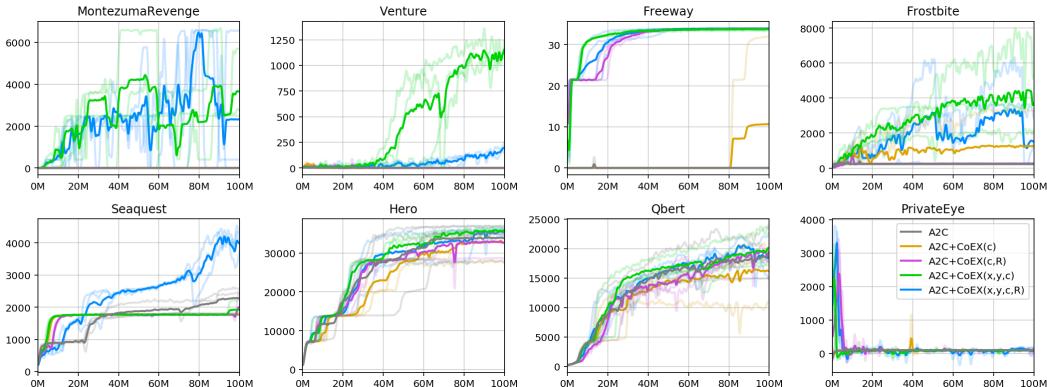 MontezumaRevenge
6000
4000
2000
0
0M 20M 40M 60M 80M 100M
Venture
1250
1000
750
500
250
0
0M 20M 40M 60M 80M 100M
Freeway
30
20
10
0
0M 20M 40M 60M 80M 100M
Frostbite
8000
6000
4000
2000
0
0M 20M 40M 60M 80M 100M
Seaquest
4000
3000
2000
1000
0
0M 20M 40M 60M 80M 100M
Hero
30000
20000
10000
0
0M 20M 40M 60M 80M 100M
Qbert
25000
20000
15000
10000
5000
0
0M 20M 40M 60M 80M 100M
PrivateEye
4000
3000
2000
1000
0
A2C
A2C+CoEX(c)
A2C+CoEX(c,R)
A2C+CoEX(x,y,c)
A2C+CoEX(x,y,c,R)
0M 20M 40M 60M 80M 100M